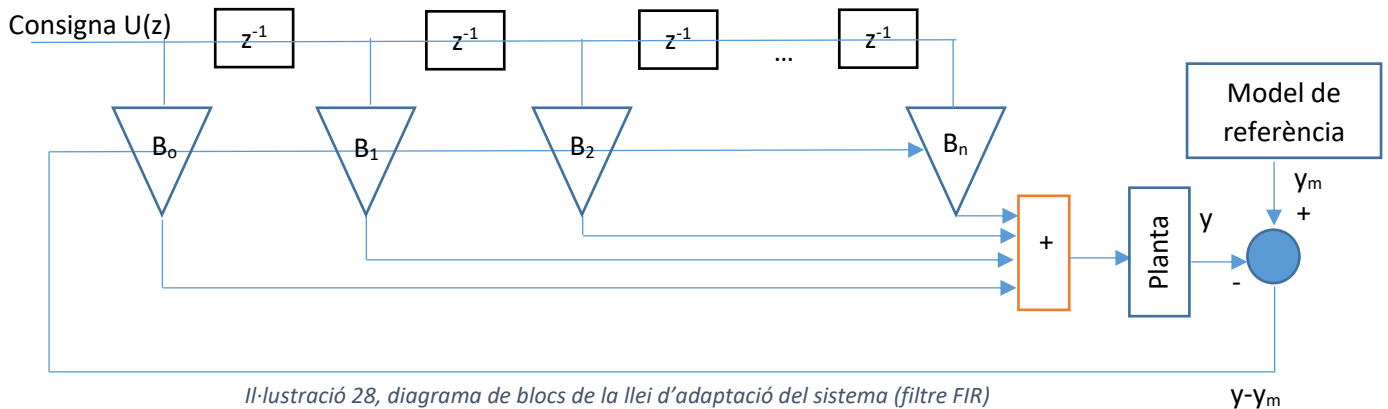 Consigna U(z)
z⁻¹
z⁻¹
z⁻¹
...
z⁻¹
Bₒ
B₁
B₂
Bₙ
Model de
referència
yₘ
+
y
-
+
Planta
y-yₘ
Il·lustració 28, diagrama de blocs de la llei d’adaptació del sistema (filtre FIR)